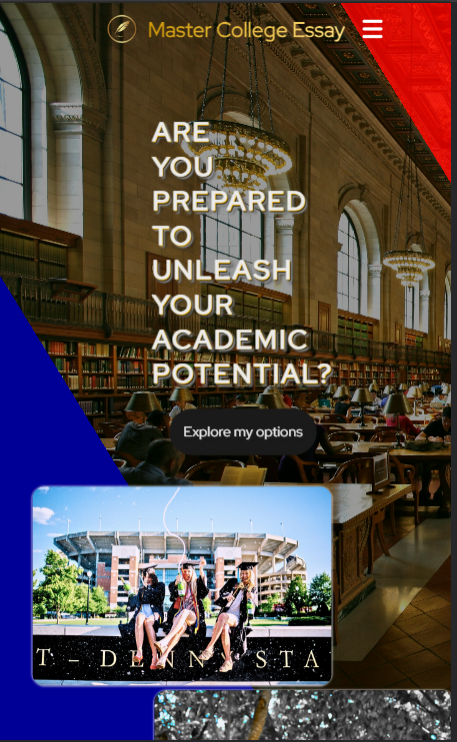 Master College Essay
ARE
YOU
PREPARED
TO
UNLEASH
YOUR
ACADEMIC
POTENTIAL?
Explore my options
T - DENN STA